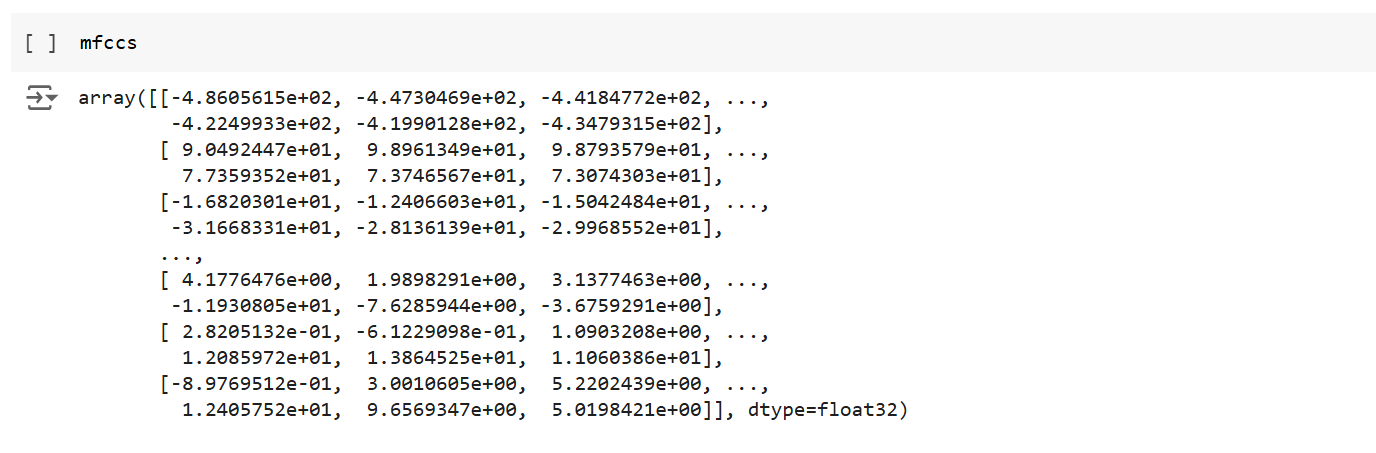 [ ] mfccs
array([[-4.8605615e+02, -4.4730469e+02, -4.4184772e+02, ...,
-4.2249933e+02, -4.1990128e+02, -4.3479315e+02],
[ 9.0492447e+01, 9.8961349e+01, 9.8793579e+01, ...,
7.7359352e+01, 7.3746567e+01, 7.3074303e+01],
[-1.6820301e+01, -1.2406603e+01, -1.5042484e+01, ...,
-3.1668331e+01, -2.8136139e+01, -2.9968552e+01],
...,
[ 4.1776476e+00, 1.9898291e+00, 3.1377463e+00, ...,
-1.1930805e+01, -7.6285944e+00, -3.6759291e+00],
[ 2.8205132e-01, -6.1229098e-01, 1.0903208e+00, ...,
1.2085972e+01, 1.3864525e+01, 1.1060386e+01],
[-8.9769512e-01, 3.0010605e+00, 5.2202439e+00, ...,
1.2405752e+01, 9.6569347e+00, 5.0198421e+00]], dtype=float32)